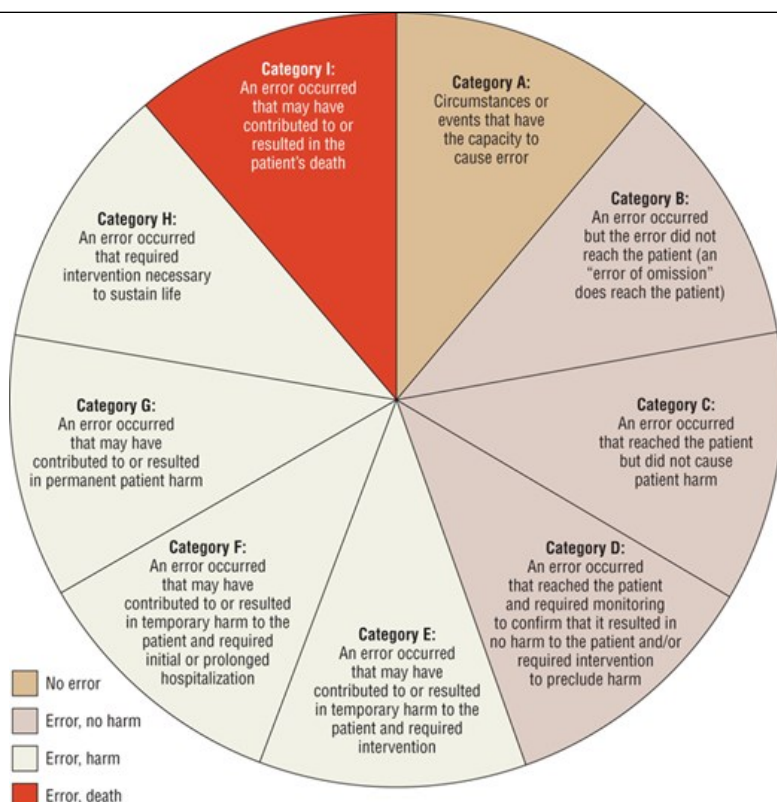 Category I:
An error occurred
that may have
contributed to or
resulted in the
patient's death
Category A:
Circumstances or
events that have
the capacity to
cause error
Category B:
An error occurred
but the error did not
reach the patient (an
"error of omission"
does reach the patient)
Category C:
An error occurred
that reached the patient
but did not cause
patient harm
Category D:
An error occurred
that reached the patient
and required monitoring
to confirm that it resulted in
no harm to the patient and/or
required intervention
to preclude harm
Category E:
An error occurred
that may have
contributed to or resulted
in temporary harm to the
patient and required
intervention
Category F:
An error occurred
that may have
contributed to or resulted
in temporary harm to the
patient and required
initial or prolonged
hospitalization
Category G:
An error occurred
that may have
contributed to or resulted
in permanent patient harm
Category H:
An error occurred
that required
intervention necessary
to sustain life
No error
Error, no harm
Error, harm
Error, death